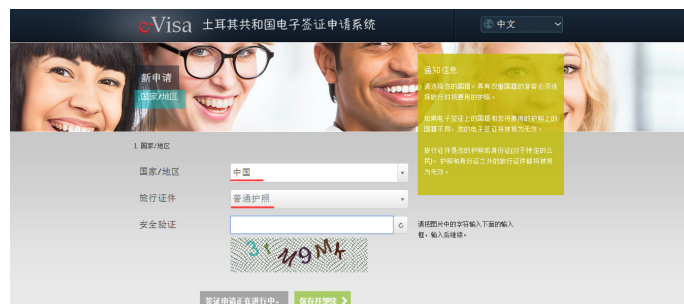 e-Visa 土耳其共和国电子签证申请系统
中文
新申请
国家/地区
通知信息
请选择您的国籍。具有双重国籍的游客必须选
择旅行时将要用的护照。
如果电子签证上的国籍和您将要用的护照上的
国籍不同，您的电子签证将被视为无效。
旅行证件是您的护照或身份证(对于特定的公
民)。护照和身份证之外的旅行证件都将被视
为无效。
1. 国家/地区
国家/地区
中国
旅行证件
普通护照
安全验证
请把图片中的字符输入下面的输入
框，输入后继续。
签证申请正在进行中。
保存并继续